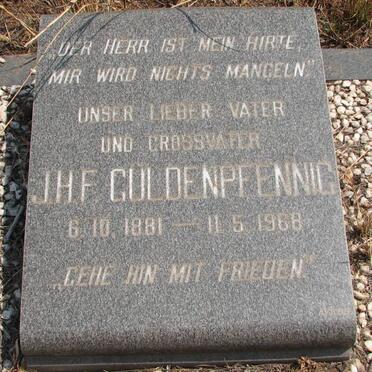 „DER HERR IST MEIN HIRTE,
MIR WIRD NICHTS MANGELN."
UNSER LIEBER VATER
UND GROSSVATER
J.H.F. GULDENPFENNIG
6.10.1881 — 11.5.1968
„GEHE HIN MIT FRIEDEN."